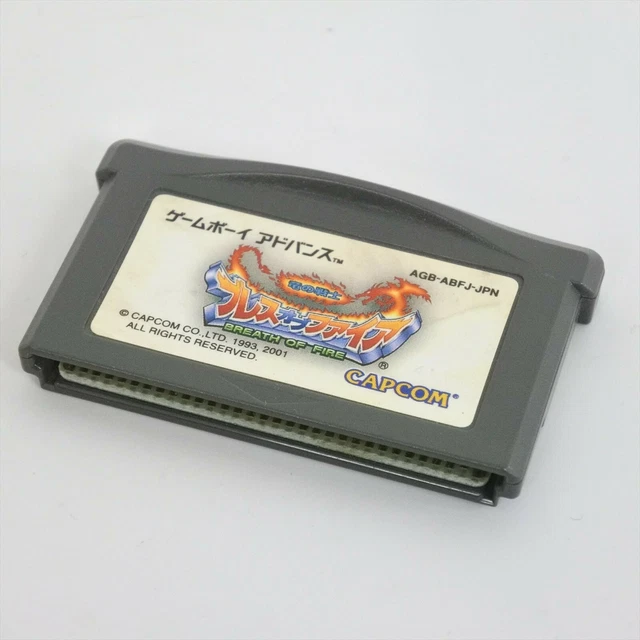 ゲームボーイ アドバンス™
AGB-ABFJ-JPN
竜の戦士
ブレス オブ ファイア
BREATH OF FIRE®
© CAPCOM CO., LTD. 1993, 2001
ALL RIGHTS RESERVED.
CAPCOM®